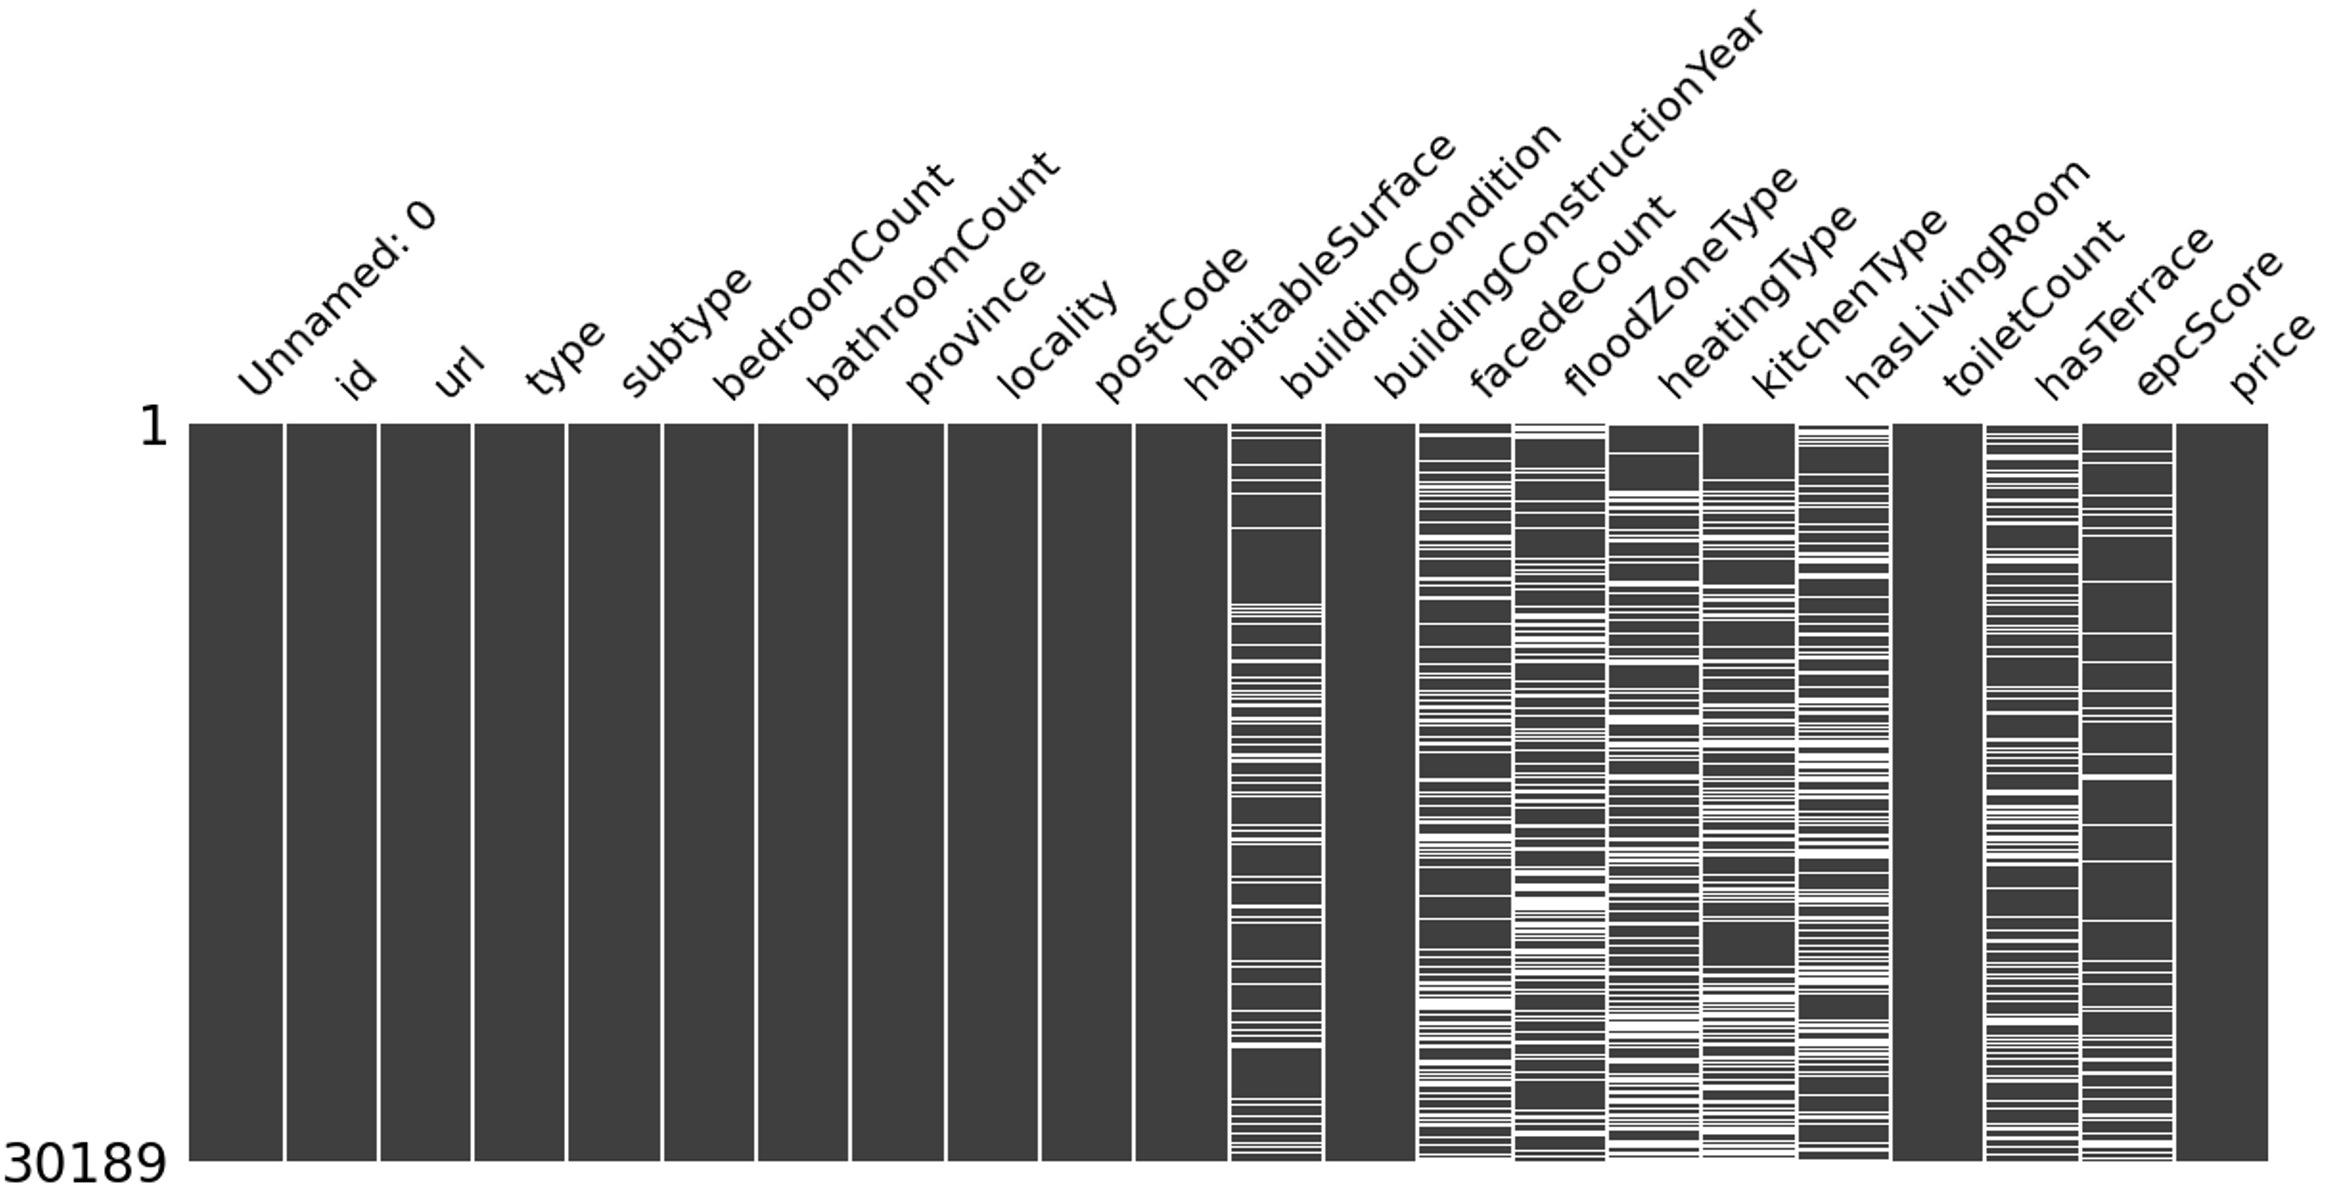 Unnamed: 0
id
url
type
subtype
bedroomCount
bathroomCount
province
locality
postCode
habitableSurface
buildingCondition
buildingConstructionYear
facedeCount
floodZoneType
heatingType
kitchenType
hasLivingRoom
toiletCount
hasTerrace
epcScore
price
1
30189